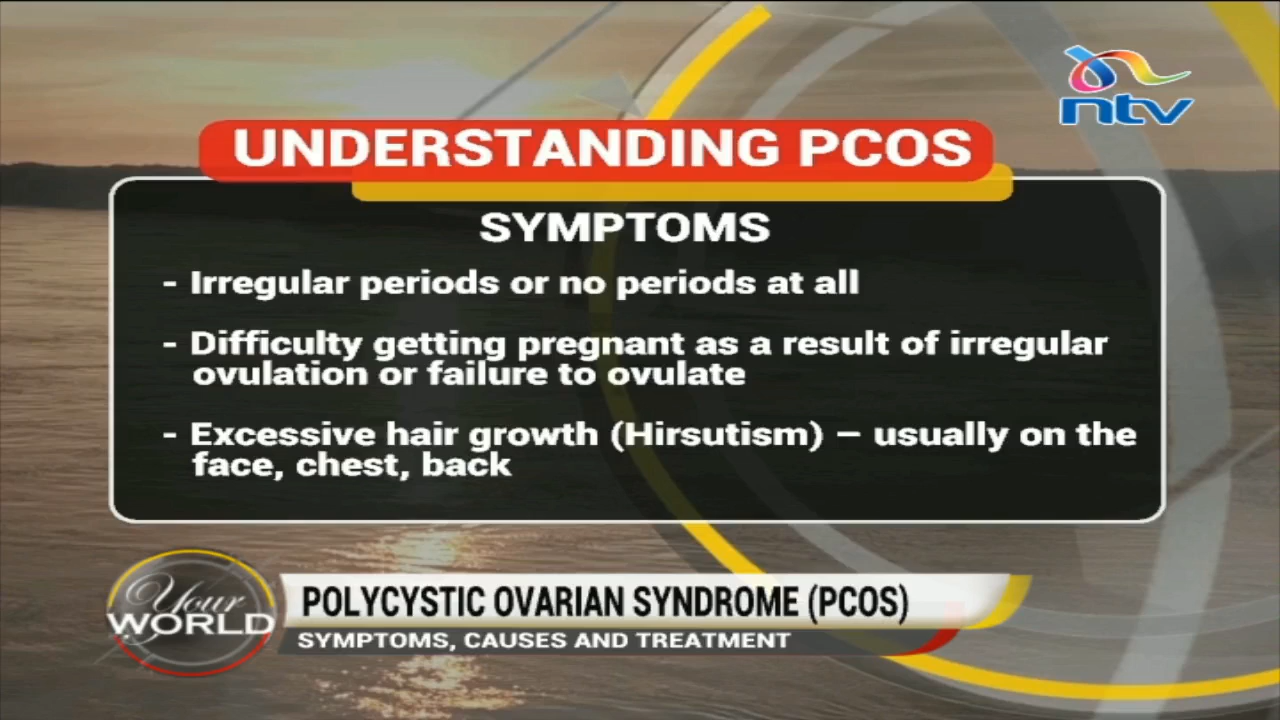 ntv
UNDERSTANDING PCOS
SYMPTOMS
- Irregular periods or no periods at all
- Difficulty getting pregnant as a result of irregular
ovulation or failure to ovulate
- Excessive hair growth (Hirsutism) – usually on the
face, chest, back
Your
WORLD
POLYCYSTIC OVARIAN SYNDROME (PCOS)
SYMPTOMS, CAUSES AND TREATMENT